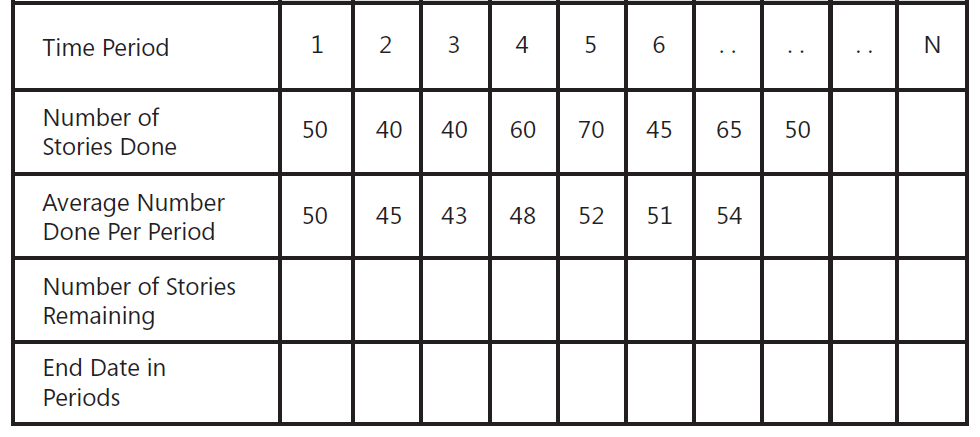 Time Period 1 2 3 4 5 6 . . . . . . N
Number of
Stories Done 50 40 40 60 70 45 65 50
Average Number
Done Per Period 50 45 43 48 52 51 54
Number of Stories
Remaining
End Date in
Periods